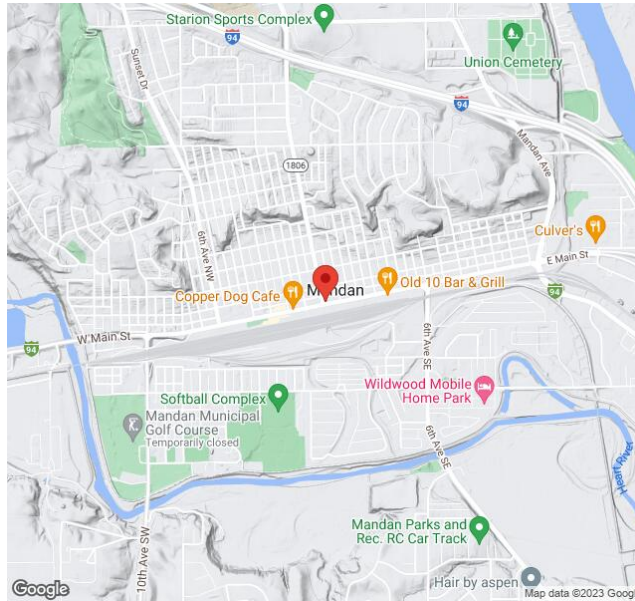 Starion Sports Complex
94
Union Cemetery
Sunset Dr
94
Mandan Ave
1806
6th Ave NW
Culver's
E Main St
Copper Dog Cafe
Mandan
Old 10 Bar & Grill
W Main St
94
94
6th Ave SE
Wildwood Mobile
Home Park
Softball Complex
Mandan Municipal
Golf Course
Temporarily closed
6th Ave SE
Heart River
Mandan Parks and
Rec. RC Car Track
10th Ave SW
Hair by aspen
Google
Map data ©2023 Goog